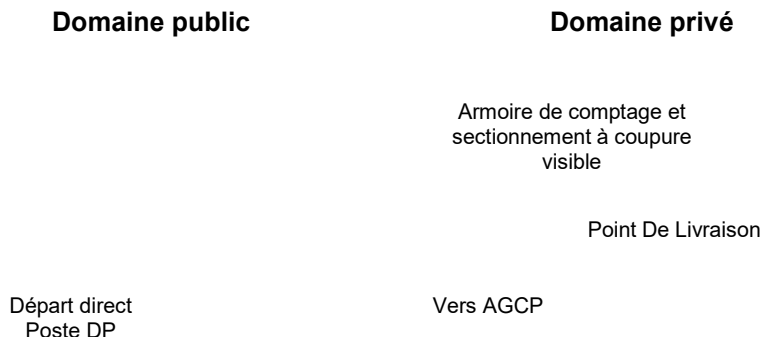 Domaine public
Domaine privé
Armoire de comptage et
sectionnement à coupure
visible
Point De Livraison
Départ direct
Poste DP
Vers AGCP